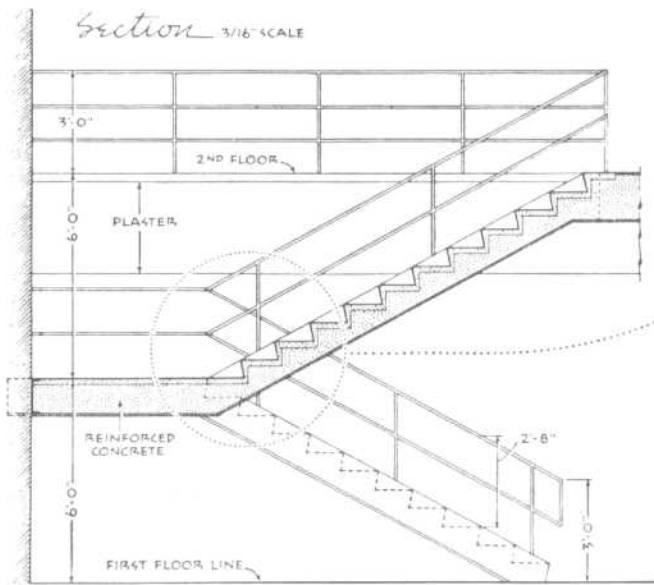 Section 3/16" SCALE
3'-0"
2ND FLOOR
6'-0"
PLASTER
REINFORCED
CONCRETE
2'-8"
6'-0"
3'-0"
FIRST FLOOR LINE